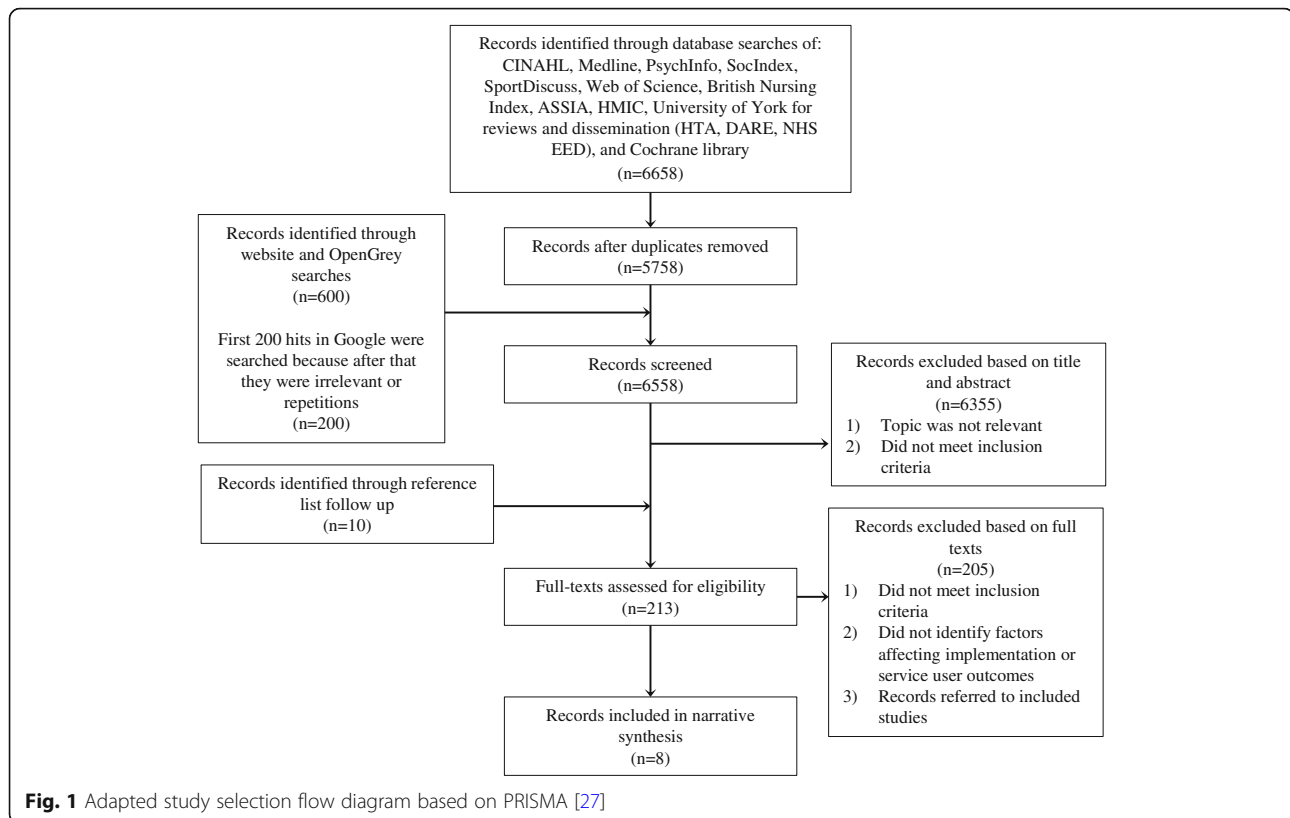 Records identified through database searches of:
CINAHL, Medline, PsychInfo, SocIndex,
SportDiscuss, Web of Science, British Nursing
Index, ASSIA, HMIC, University of York for
reviews and dissemination (HTA, DARE, NHS
EED), and Cochrane library
(n=6658)
Records identified through
website and OpenGrey
searches
(n=600)
First 200 hits in Google were
searched because after that
they were irrelevant or
repetitions
(n=200)
Records after duplicates removed
(n=5758)
Records screened
(n=6558)
Records excluded based on title
and abstract
(n=6355)
1) Topic was not relevant
2) Did not meet inclusion
criteria
Records identified through reference
list follow up
(n=10)
Full-texts assessed for eligibility
(n=213)
Records excluded based on full
texts
(n=205)
1) Did not meet inclusion
criteria
2) Did not identify factors
affecting implementation or
service user outcomes
3) Records referred to included
studies
Records included in narrative
synthesis
(n=8)
Fig. 1 Adapted study selection flow diagram based on PRISMA [27]